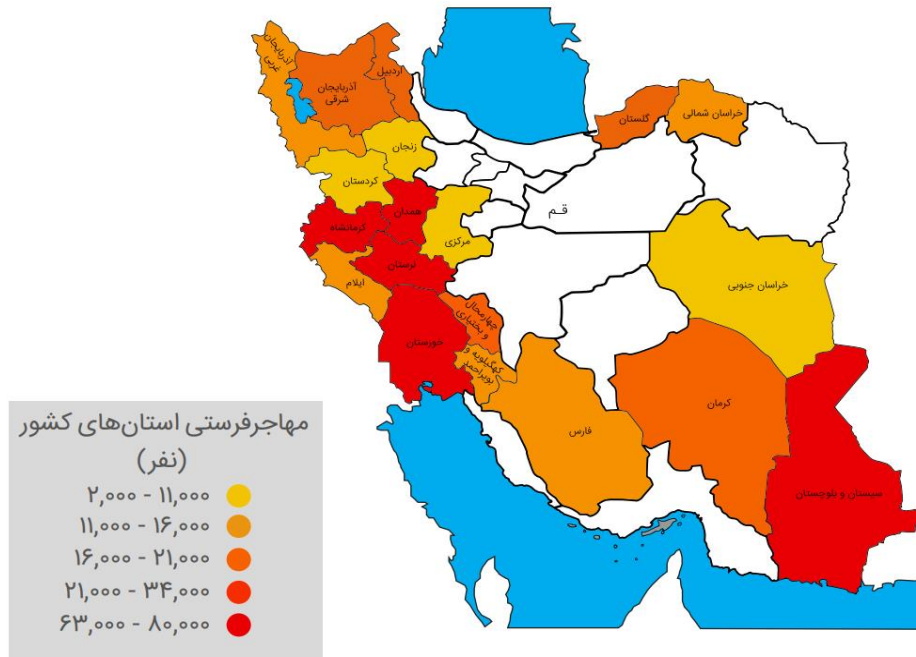 آذربایجان
غربی
آذربایجان
شرقی
اردبیل
گلستان
خراسان شمالی
زنجان
کردستان
همدان
کرمانشاه
مرکزی
قـم
لرستان
ایلام
خراسان جنوبی
چهارمحال
و بختیاری
خوزستان
کهگیلویه و
بویراحمد
فارس
کرمان
سیستان و بلوچستان
مهاجرفرستی استان‌های کشور
(نفر)
۲,۰۰۰ - ۱۱,۰۰۰
۱۱,۰۰۰ - ۱۶,۰۰۰
۱۶,۰۰۰ - ۲۱,۰۰۰
۲۱,۰۰۰ - ۳۴,۰۰۰
۶۳,۰۰۰ - ۸۰,۰۰۰